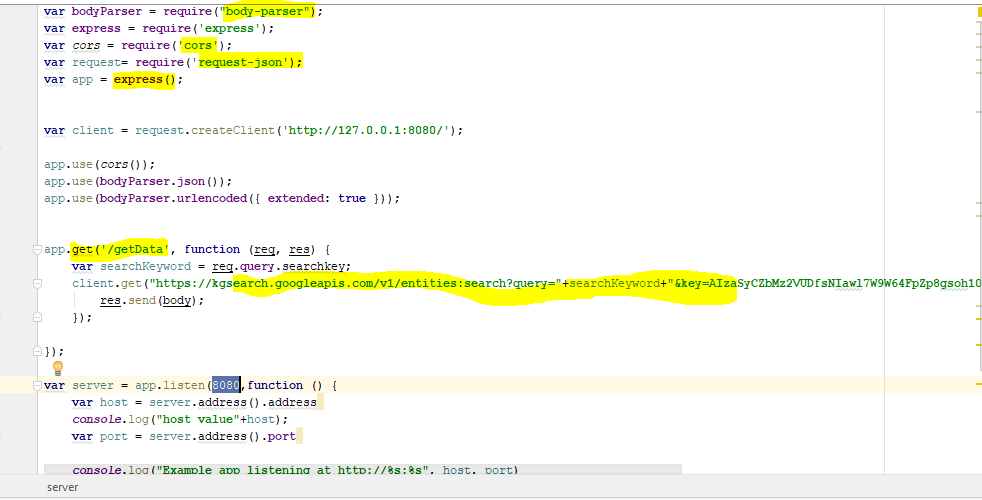 var bodyParser = require("body-parser");
var express = require('express');
var cors = require('cors');
var request= require('request-json');
var app = express();
var client = request.createClient('http://127.0.0.1:8080/');
app.use(cors());
app.use(bodyParser.json());
app.use(bodyParser.urlencoded({ extended: true }));
app.get('/getData', function (req, res) {
var searchKeyword = req.query.searchkey;
client.get("https://kgsearch.googleapis.com/v1/entities:search?query="+searchKeyword+"&key=
res.send(body);
});
});
var server = app.listen(8080,function () {
var host = server.address().address
console.log("host value"+host);
var port = server.address().port
console.log("Example app listening at http://%s:%s", host, port)
server